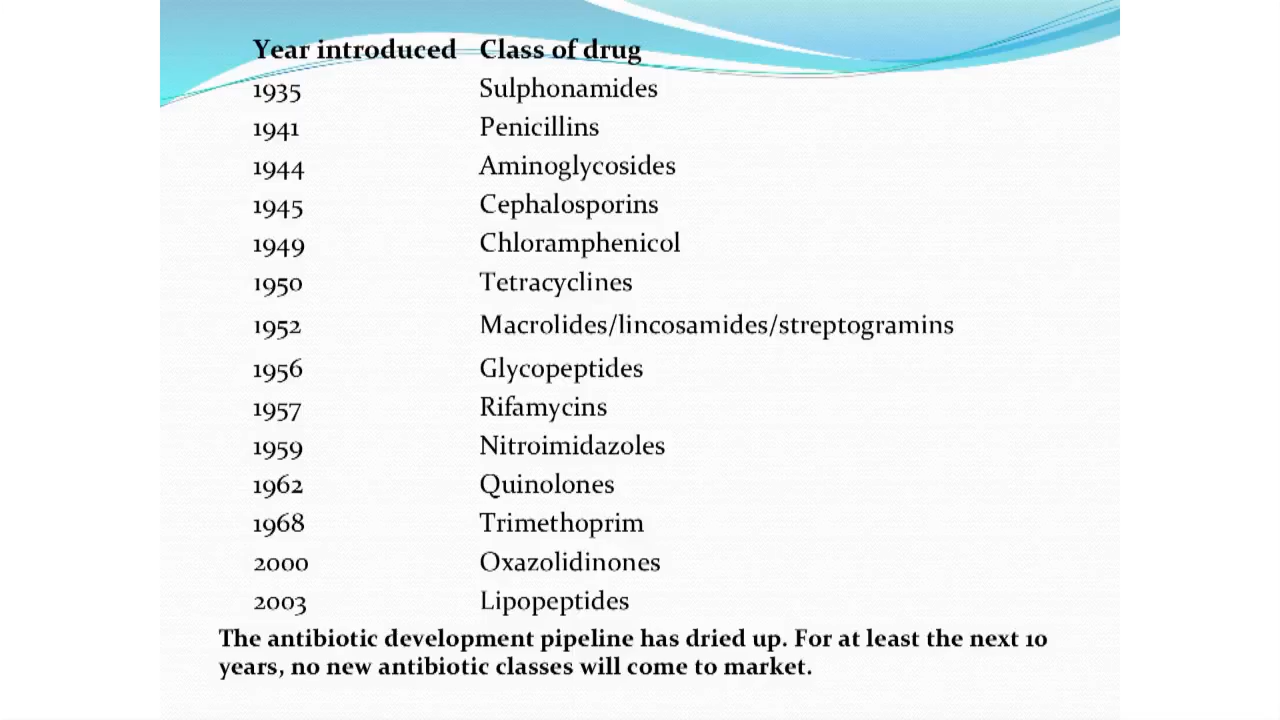 Year introduced Class of drug
1935 Sulphonamides
1941 Penicillins
1944 Aminoglycosides
1945 Cephalosporins
1949 Chloramphenicol
1950 Tetracyclines
1952 Macrolides/lincosamides/streptogramins
1956 Glycopeptides
1957 Rifamycins
1959 Nitroimidazoles
1962 Quinolones
1968 Trimethoprim
2000 Oxazolidinones
2003 Lipopeptides
The antibiotic development pipeline has dried up. For at least the next 10
years, no new antibiotic classes will come to market.